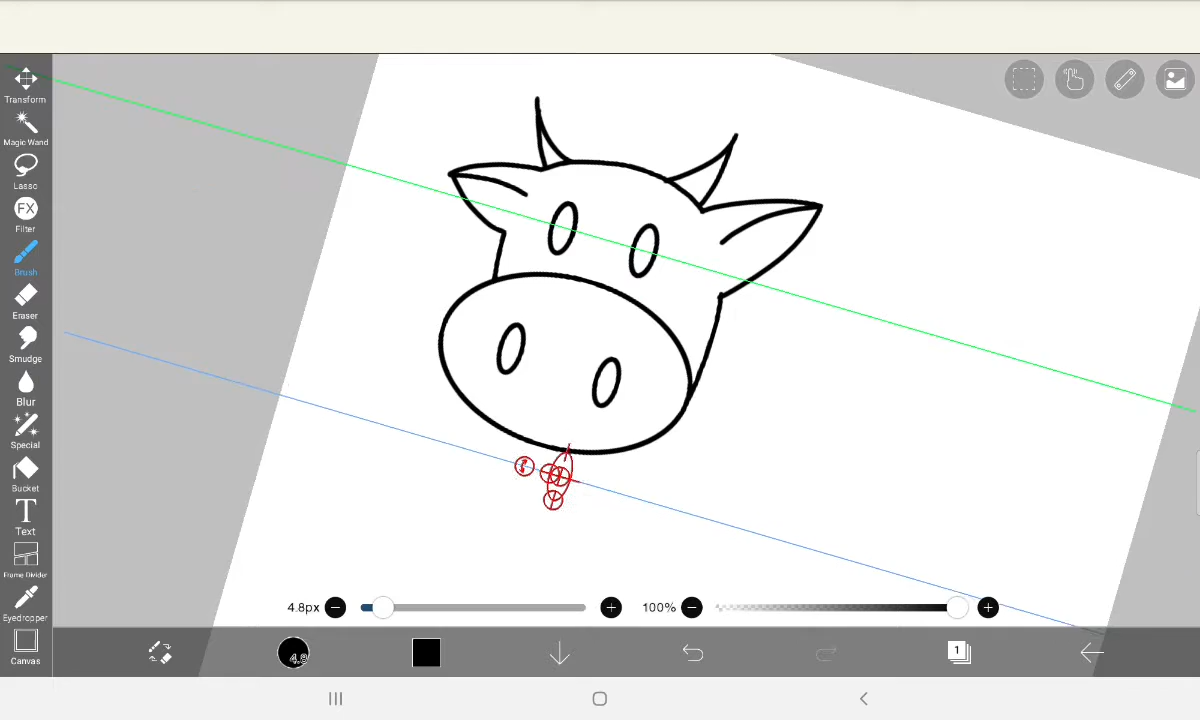 Transform
Magic Wand
Lasso
FX
Filter
Brush
Eraser
Smudge
Blur
Special
Bucket
T
Text
Frame Divider
Eyedropper
Canvas
4.8px
100%
4.8
1